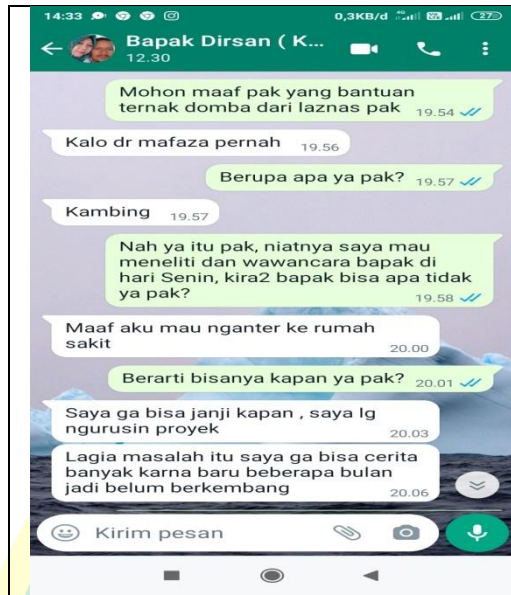 14:33
0,3KB/d
27
Bapak Dirsan ( K...
12.30
Mohon maaf pak yang bantuan
ternak domba dari laznas pak 19.54
Kalo dr mafaza pernah 19.56
Berupa apa ya pak? 19.57
Kambing 19.57
Nah ya itu pak, niatnya saya mau
meneliti dan wawancara bapak di
hari Senin, kira2 bapak bisa apa tidak
ya pak?
19.58
Maaf aku mau nganter ke rumah
sakit
20.00
Berarti bisanya kapan ya pak? 20.01
Saya ga bisa janji kapan , saya lg
ngurusin proyek
20.03
Lagia masalah itu saya ga bisa cerita
banyak karna baru beberapa bulan
jadi belum berkembang
20.06
Kirim pesan